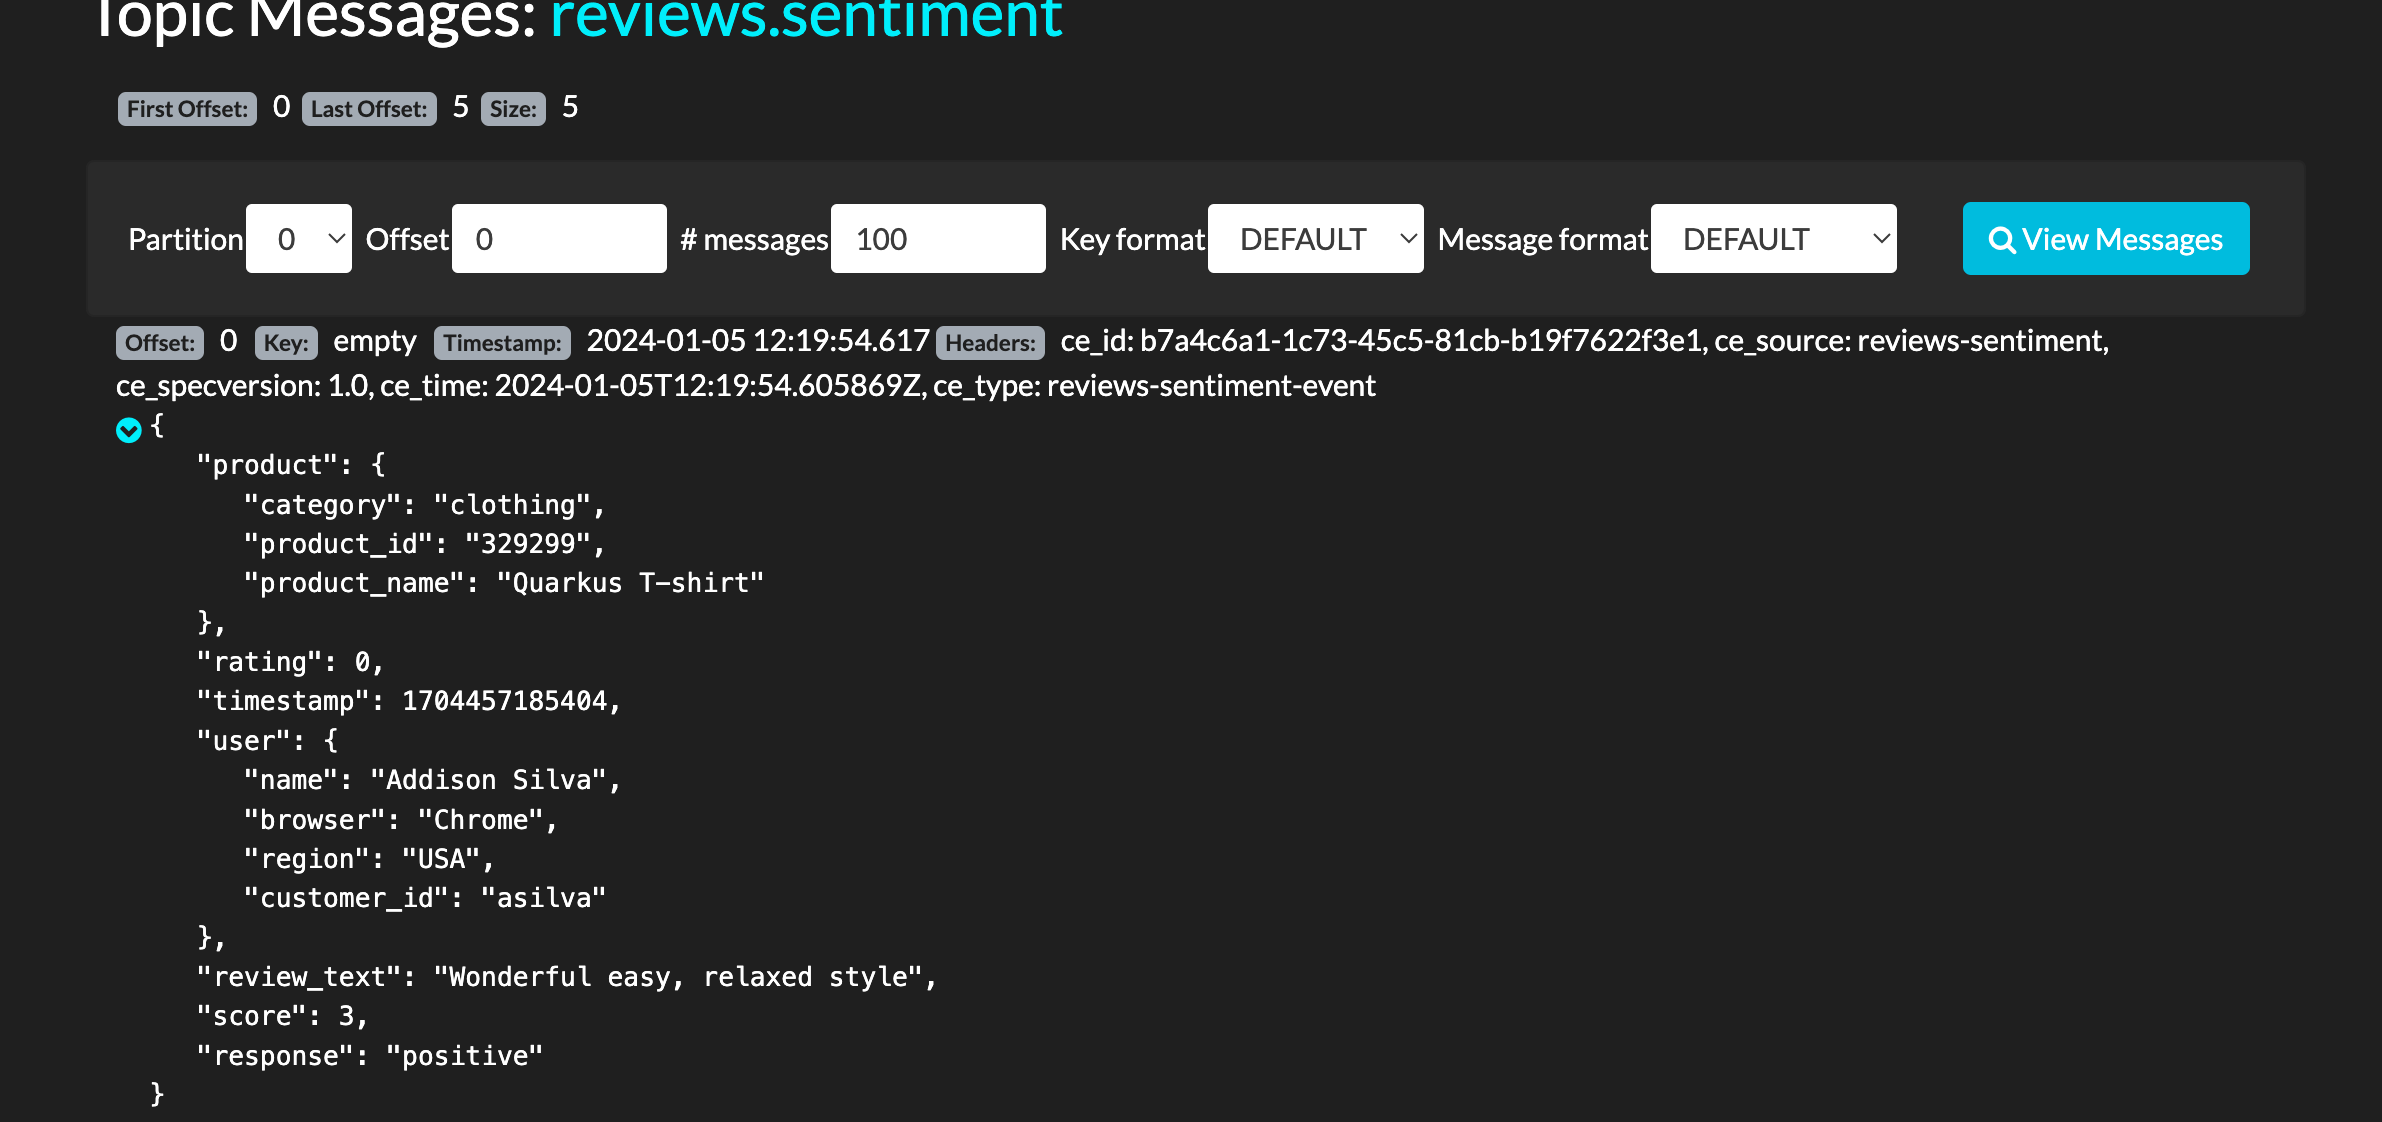 Topic Messages: reviews.sentiment
First Offset: 0 Last Offset: 5 Size: 5
Partition 0 Offset 0 # messages 100 Key format DEFAULT Message format DEFAULT View Messages
Offset: 0 Key: empty Timestamp: 2024-01-05 12:19:54.617 Headers: ce_id: b7a4c6a1-1c73-45c5-81cb-b19f7622f3e1, ce_source: reviews-sentiment,
ce_specversion: 1.0, ce_time: 2024-01-05T12:19:54.605869Z, ce_type: reviews-sentiment-event
{
"product": {
"category": "clothing",
"product_id": "329299",
"product_name": "Quarkus T-shirt"
},
"rating": 0,
"timestamp": 1704457185404,
"user": {
"name": "Addison Silva",
"browser": "Chrome",
"region": "USA",
"customer_id": "asilva"
},
"review_text": "Wonderful easy, relaxed style",
"score": 3,
"response": "positive"
}